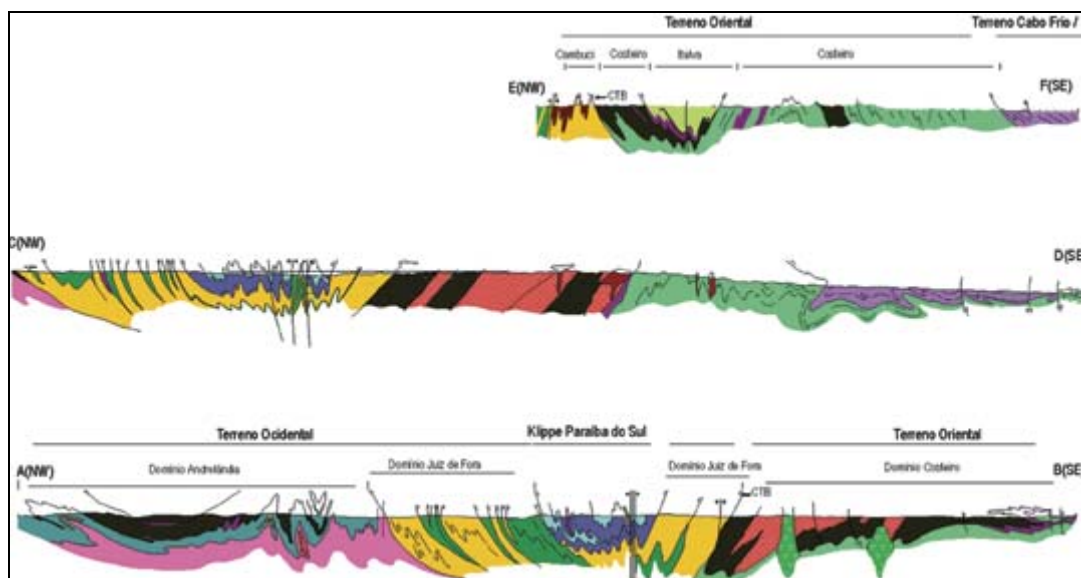 Terreno Oriental Terreno Cabo Frio /
Cambuci Costeiro Italva Costeiro
E(NW) F(SE)
CTB
C(NW) D(SE
Terreno Ocidental Klippe Paraíba do Sul Terreno Oriental
A(NW) Domínio Andrelândia Domínio Juiz de Fora Domínio Juiz de Fora Domínio Costeiro B(SE)
CTB